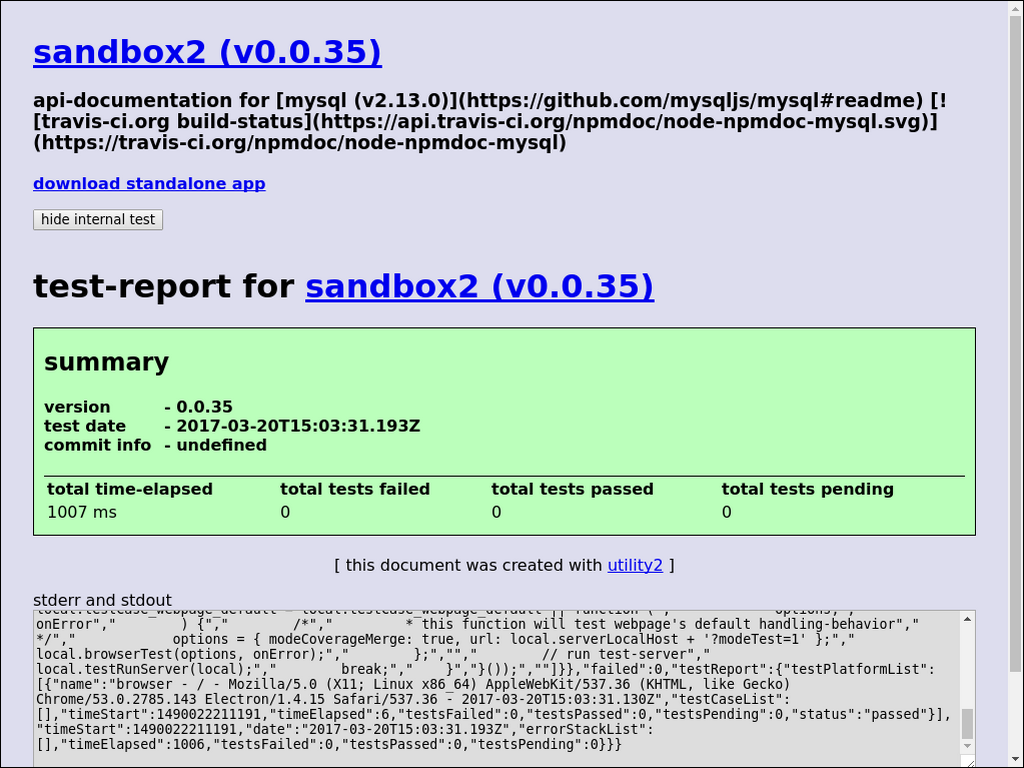 sandbox2 (v0.0.35)
api-documentation for [mysql (v2.13.0)](https://github.com/mysqljs/mysql#readme) [!
[travis-ci.org build-status](https://api.travis-ci.org/npmdoc/node-npmdoc-mysql.svg)]
(https://travis-ci.org/npmdoc/node-npmdoc-mysql)
download standalone app
hide internal test
test-report for sandbox2 (v0.0.35)
summary
version - 0.0.35
test date - 2017-03-20T15:03:31.193Z
commit info - undefined
total time-elapsed total tests failed total tests passed total tests pending
1007 ms 0 0 0
[ this document was created with utility2 ]
stderr and stdout
local.testCase_webpage_default = local.testCase_webpage_default || function (","            options,","
onError","        ) {","        /*","         * this function will test webpage's default handling-behavior","
*/","            options = { modeCoverageMerge: true, url: local.serverLocalHost + '?modeTest=1' };","
local.browserTest(options, onError);","        };","","        // run test-server","
local.testRunServer(local);","        break;","    }","}());",""]}},"failed":0,"testReport":{"testPlatformList":
[{"name":"browser - / - Mozilla/5.0 (X11; Linux x86_64) AppleWebKit/537.36 (KHTML, like Gecko)
Chrome/53.0.2785.143 Electron/1.4.15 Safari/537.36 - 2017-03-20T15:03:31.130Z","testCaseList":
[],"timeStart":1490022211191,"timeElapsed":6,"testsFailed":0,"testsPassed":0,"testsPending":0,"status":"passed"}],
"timeStart":1490022211191,"date":"2017-03-20T15:03:31.193Z","errorStackList":
[],"timeElapsed":1006,"testsFailed":0,"testsPassed":0,"testsPending":0}}}